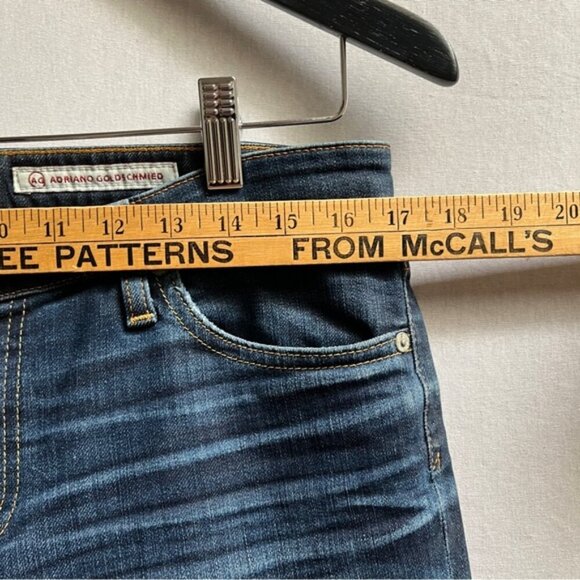 AG ADRIANO GOLDSCHMIED
0 11 12 13 14 15 16 17 18 19 20
EE PATTERNS FROM McCALL'S